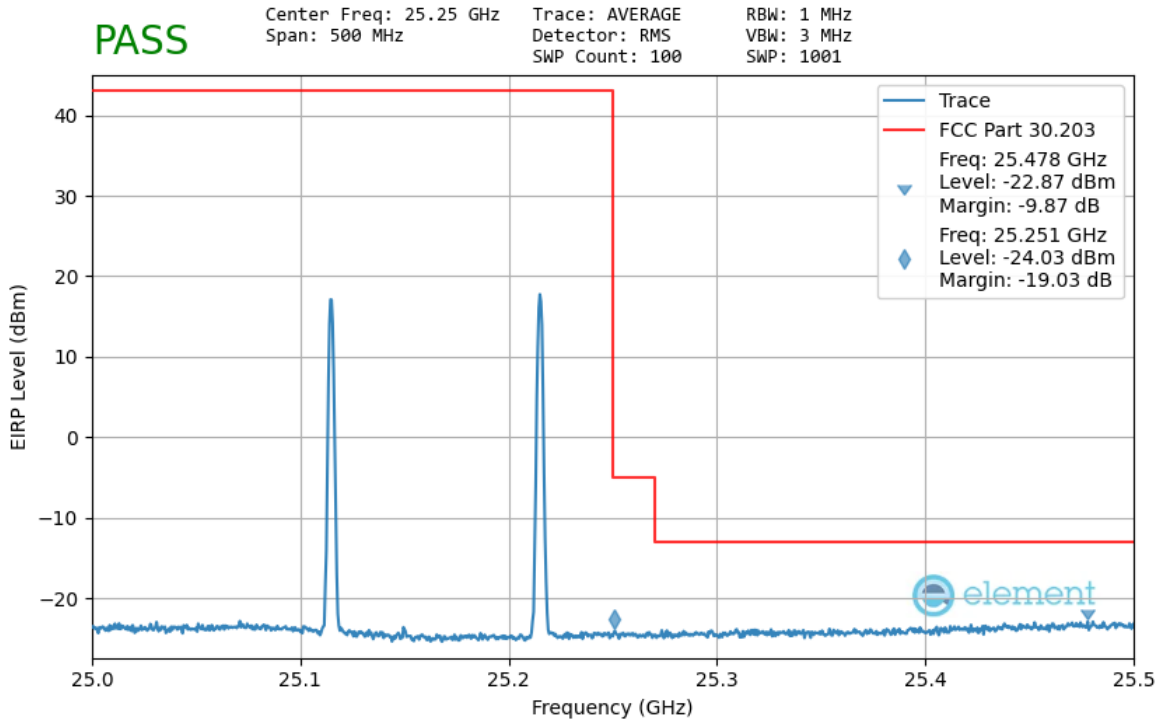 PASS
Center Freq: 25.25 GHz Trace: AVERAGE RBW: 1 MHz
Span: 500 MHz Detector: RMS VBW: 3 MHz
SWP Count: 100 SWP: 1001
EIRP Level (dBm)
40
30
20
10
0
−10
−20
Trace
FCC Part 30.203
Freq: 25.478 GHz
Level: -22.87 dBm
Margin: -9.87 dB
Freq: 25.251 GHz
Level: -24.03 dBm
Margin: -19.03 dB
element
25.0 25.1 25.2 25.3 25.4 25.5
Frequency (GHz)